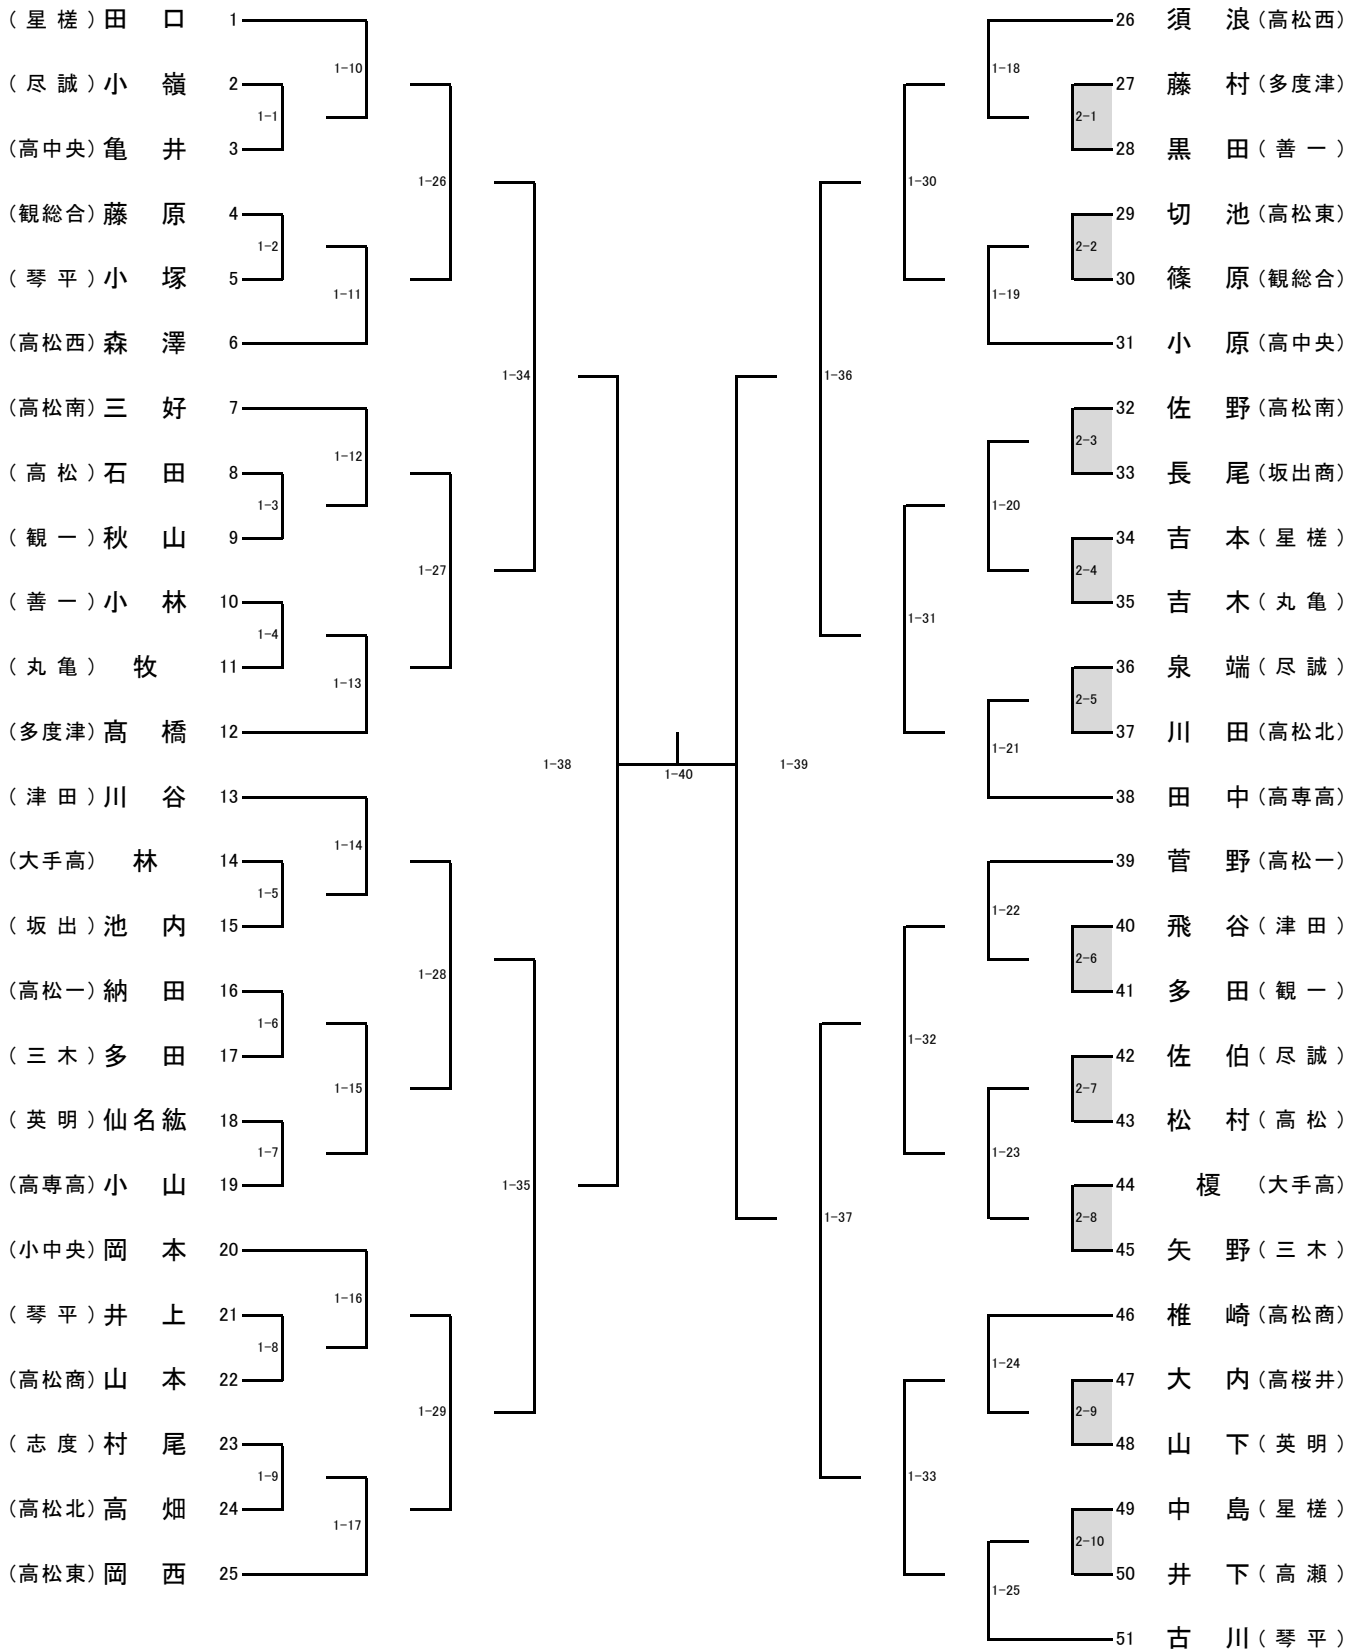 (星槎) 田口 1
(尽誠) 小嶺 2
(高中央) 亀井 3
(観総合) 藤原 4
(琴平) 小塚 5
(高松西) 森澤 6
(高松南) 三好 7
(高松) 石田 8
(観一) 秋山 9
(善一) 小林 10
(丸亀) 牧 11
(多度津) 髙橋 12
(津田) 川谷 13
(大手高) 林 14
(坂出) 池内 15
(高松一) 納田 16
(三木) 多田 17
(英明) 仙名紘 18
(高専高) 小山 19
(小中央) 岡本 20
(琴平) 井上 21
(高松商) 山本 22
(志度) 村尾 23
(高松北) 高畑 24
(高松東) 岡西 25
1-1
1-2
1-3
1-4
1-5
1-6
1-7
1-8
1-9
1-10
1-11
1-12
1-13
1-14
1-15
1-16
1-17
1-26
1-27
1-28
1-29
1-34
1-35
1-38
1-40
1-39
1-36
1-37
1-30
1-31
1-32
1-33
1-18
1-19
1-20
1-21
1-22
1-23
1-24
1-25
2-1
2-2
2-3
2-4
2-5
2-6
2-7
2-8
2-9
2-10
26 須浪 (高松西)
27 藤村 (多度津)
28 黒田 (善一)
29 切池 (高松東)
30 篠原 (観総合)
31 小原 (高中央)
32 佐野 (高松南)
33 長尾 (坂出商)
34 吉本 (星槎)
35 吉木 (丸亀)
36 泉端 (尽誠)
37 川田 (高松北)
38 田中 (高専高)
39 菅野 (高松一)
40 飛谷 (津田)
41 多田 (観一)
42 佐伯 (尽誠)
43 松村 (高松)
44 榎 (大手高)
45 矢野 (三木)
46 椎崎 (高松商)
47 大内 (高桜井)
48 山下 (英明)
49 中島 (星槎)
50 井下 (高瀬)
51 古川 (琴平)